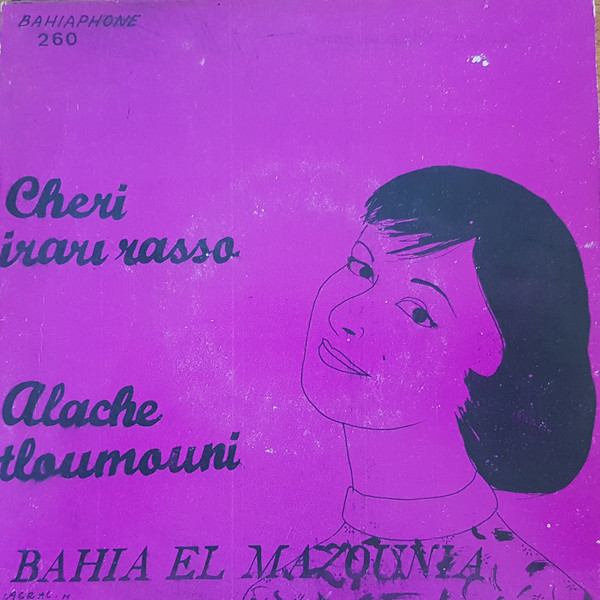 BAHIAPHONE
260
Cheri
irari rasso
Alache
tloumouni
BAHIA EL MAZOUNIA